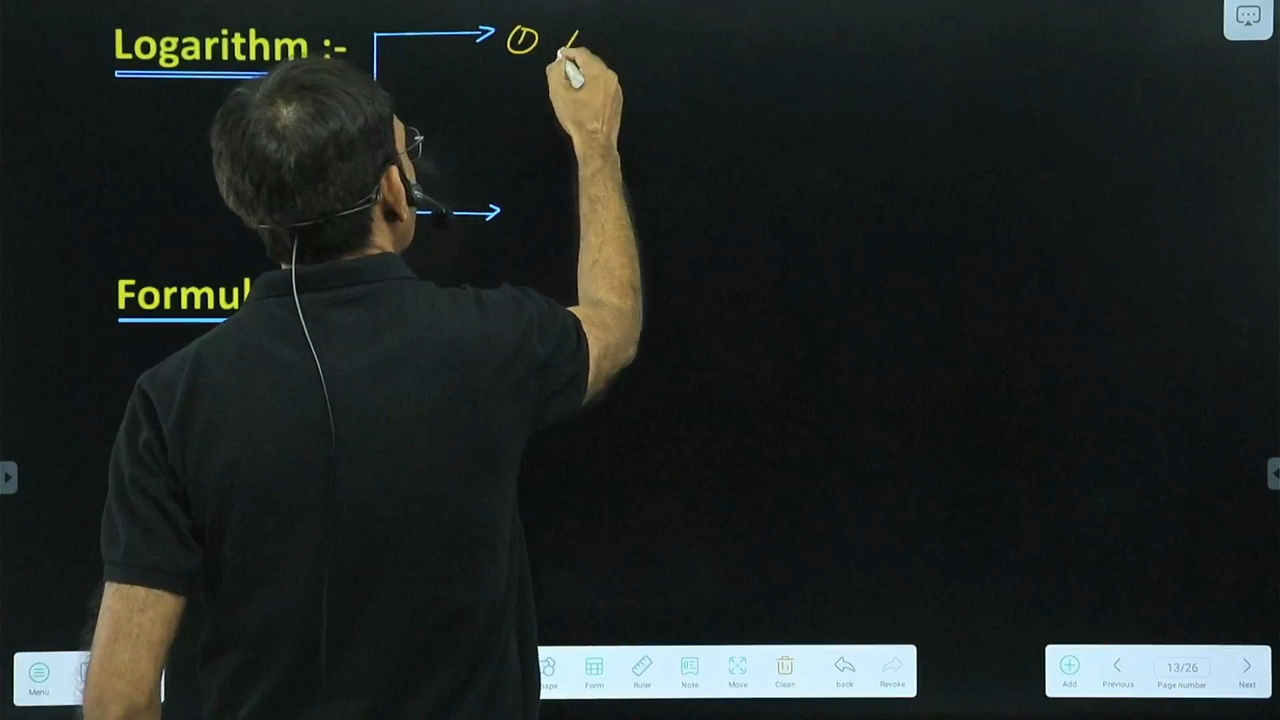 Logarithm :-
①
Formul
Menu
Form
Ruler
Note
Move
Clean
back
Revoke
Add
Previous
13/26
Page number
Next